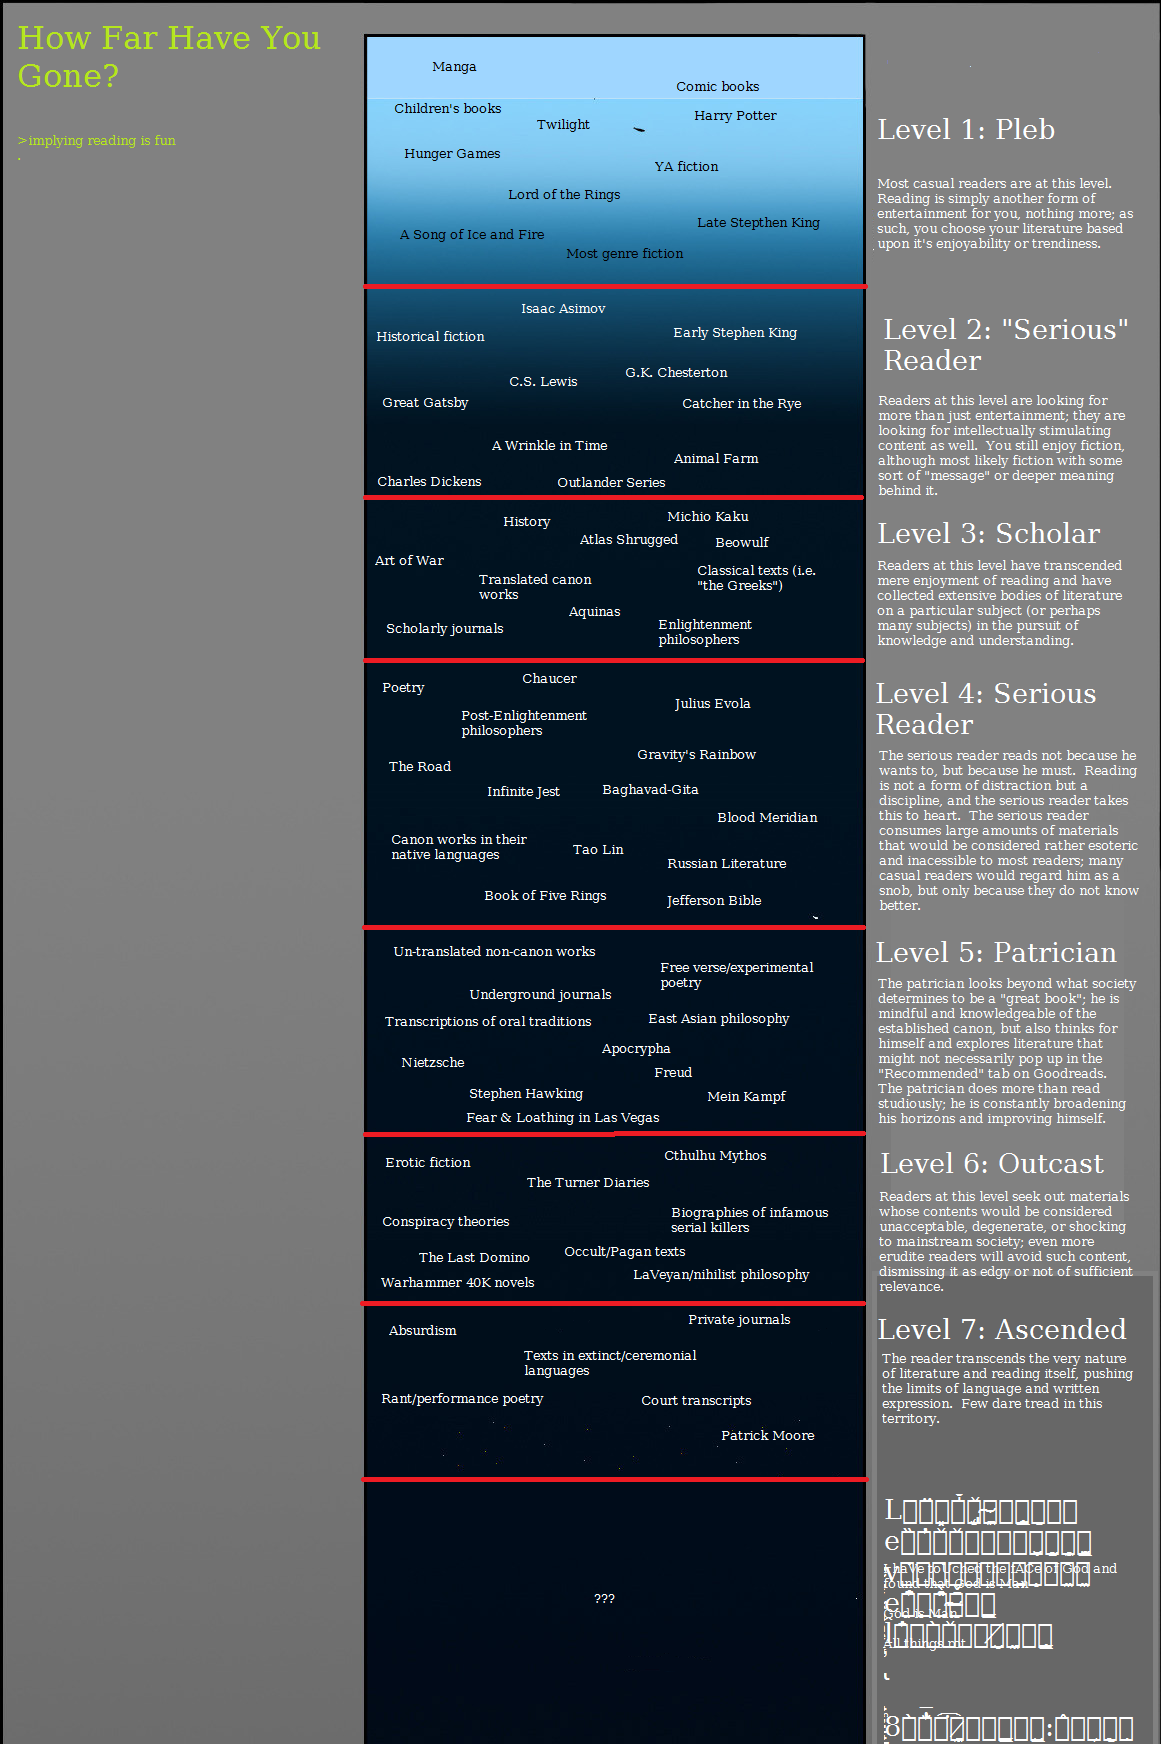 How Far Have You
Gone?
>implying reading is fun
.
Manga
Comic books
Children's books
Harry Potter
Twilight
Hunger Games
YA fiction
Lord of the Rings
Late Stepthen King
A Song of Ice and Fire
Most genre fiction
Level 1: Pleb
Most casual readers are at this level.
Reading is simply another form of
entertainment for you, nothing more; as
such, you choose your literature based
upon it's enjoyability or trendiness.
Isaac Asimov
Historical fiction
Early Stephen King
C.S. Lewis
G.K. Chesterton
Great Gatsby
Catcher in the Rye
A Wrinkle in Time
Animal Farm
Charles Dickens
Outlander Series
Level 2: "Serious"
Reader
Readers at this level are looking for
more than just entertainment; they are
looking for intellectually stimulating
content as well.  You still enjoy fiction,
although most likely fiction with some
sort of "message" or deeper meaning
behind it.
History
Michio Kaku
Atlas Shrugged
Beowulf
Art of War
Translated canon
works
Classical texts (i.e.
"the Greeks")
Aquinas
Scholarly journals
Enlightenment
philosophers
Level 3: Scholar
Readers at this level have transcended
mere enjoyment of reading and have
collected extensive bodies of literature
on a particular subject (or perhaps
many subjects) in the pursuit of
knowledge and understanding.
Chaucer
Poetry
Julius Evola
Post-Enlightenment
philosophers
Gravity's Rainbow
The Road
Infinite Jest
Baghavad-Gita
Blood Meridian
Canon works in their
native languages
Tao Lin
Russian Literature
Book of Five Rings
Jefferson Bible
Level 4: Serious
Reader
The serious reader reads not because he
wants to, but because he must.  Reading
is not a form of distraction but a
discipline, and the serious reader takes
this to heart.  The serious reader
consumes large amounts of materials
that would be considered rather esoteric
and inacessible to most readers; many
casual readers would regard him as a
snob, but only because they do not know
better.
Un-translated non-canon works
Free verse/experimental
poetry
Underground journals
Transcriptions of oral traditions
East Asian philosophy
Apocrypha
Nietzsche
Freud
Stephen Hawking
Mein Kampf
Fear & Loathing in Las Vegas
Level 5: Patrician
The patrician looks beyond what society
determines to be a "great book"; he is
mindful and knowledgeable of the
established canon, but also thinks for
himself and explores literature that
might not necessarily pop up in the
"Recommended" tab on Goodreads.
The patrician does more than read
studiously; he is constantly broadening
his horizons and improving himself.
Erotic fiction
Cthulhu Mythos
The Turner Diaries
Conspiracy theories
Biographies of infamous
serial killers
The Last Domino
Occult/Pagan texts
Warhammer 40K novels
LaVeyan/nihilist philosophy
Level 6: Outcast
Readers at this level seek out materials
whose contents would be considered
unacceptable, degenerate, or shocking
to mainstream society; even more
erudite readers will avoid such content,
dismissing it as edgy or not of sufficient
relevance.
Absurdism
Private journals
Texts in extinct/ceremonial
languages
Rant/performance poetry
Court transcripts
Patrick Moore
Level 7: Ascended
The reader transcends the very nature
of literature and reading itself, pushing
the limits of language and written
expression.  Few dare tread in this
territory.
???
L
e
v
e
l
8:
I have toUched the fACe of God and
found that God is Man
God is Man
All things